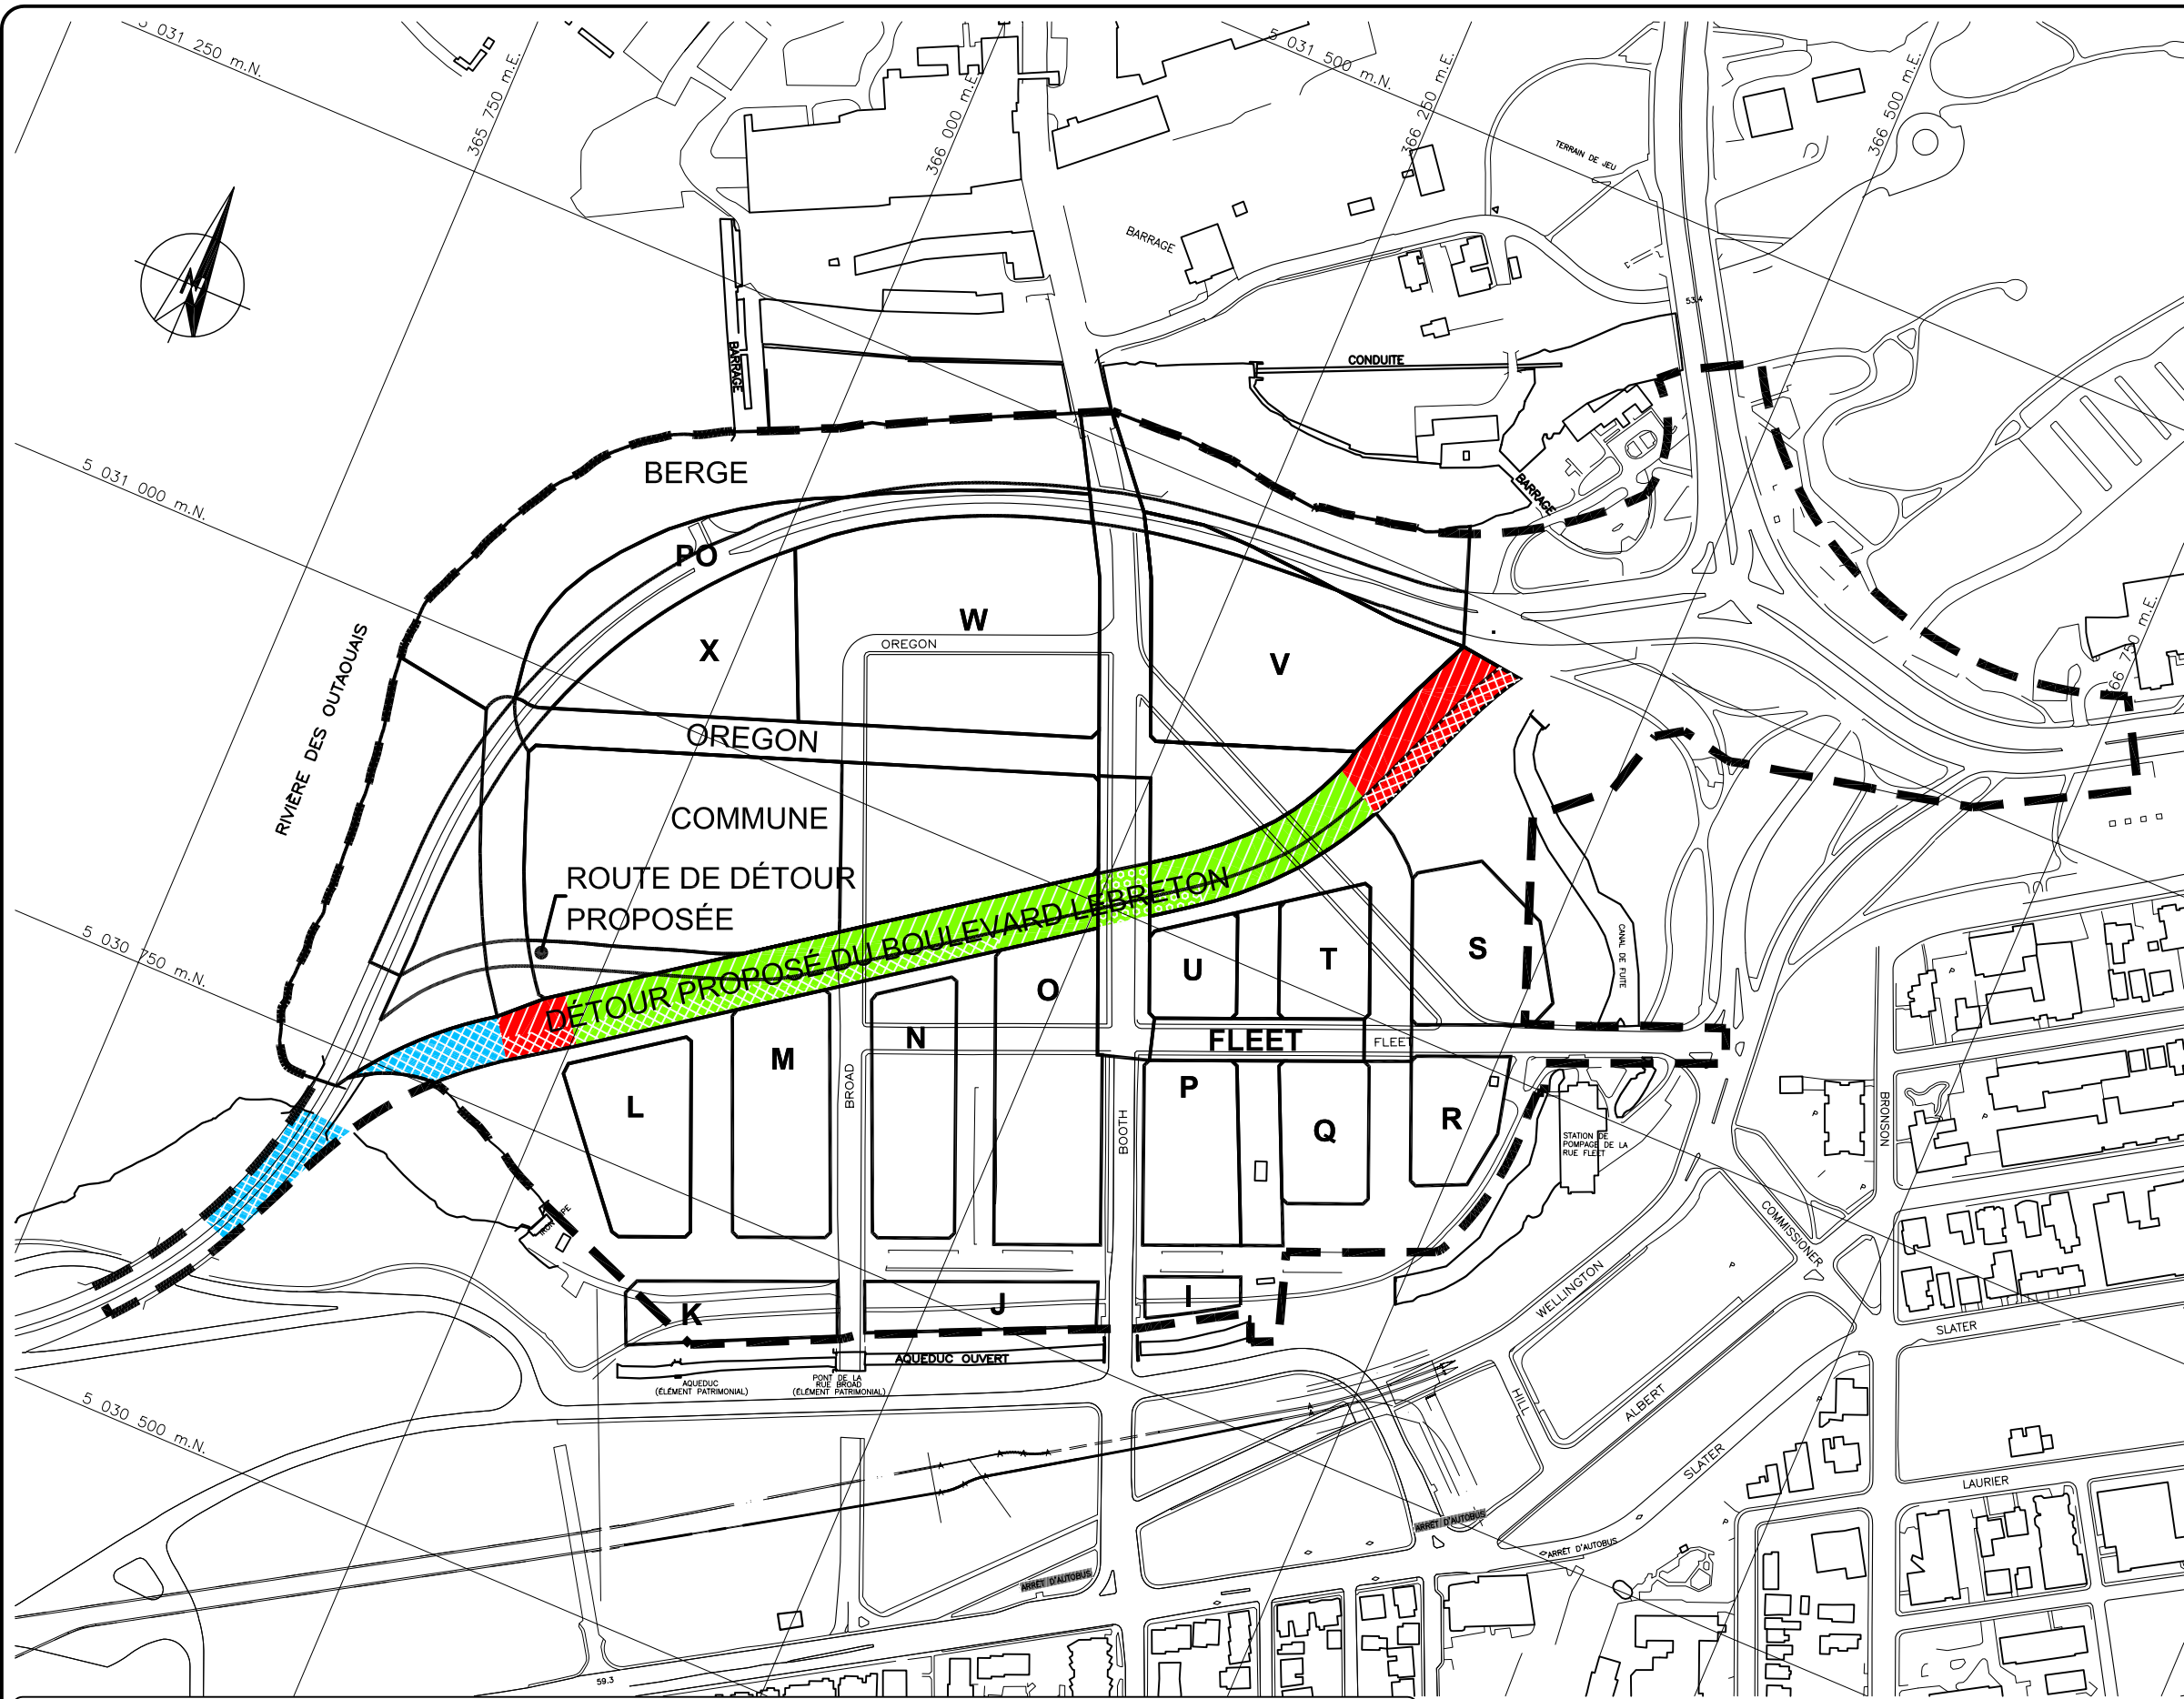 5 031 250 m.N.
365 750 m.E.
366 000 m.E.
5 031 500 m.N.
366 250 m.E.
366 500 m.E.
TERRAIN DE JEU
N
BARRAGE
53.4
BARRAGE
CONDUITE
BERGE
BARRAGE
5 031 000 m.N.
PO
W
OREGON
X
V
RIVIÈRE DES OUTAOUAIS
366 750 m.E.
OREGON
COMMUNE
ROUTE DE DÉTOUR
PROPOSÉE
DÉTOUR PROPOSÉ DU BOULEVARD LEBRETON
5 030 750 m.N.
U
T
S
O
CANAL DE FUITE
N
M
FLEET
FLEET
BROAD
L
P
Q
R
BOOTH
STATION DE
POMPAGE DE LA
RUE FLEET
BRONSON
P
P
P
P
P
COMMISSIONER
WELLINGTON
P
K
J
I
SLATER
AQUEDUC OUVERT
AQUEDUC
(ÉLÉMENT PATRIMONIAL)
PONT DE LA
RUE BROAD
(ÉLÉMENT PATRIMONIAL)
5 030 500 m.N.
HILL
ALBERT
P
SLATER
LAURIER
P
ARRÊT D'AUTOBUS
ARRÊT D'AUTOBUS
ARRÊT D'AUTOBUS
59.3